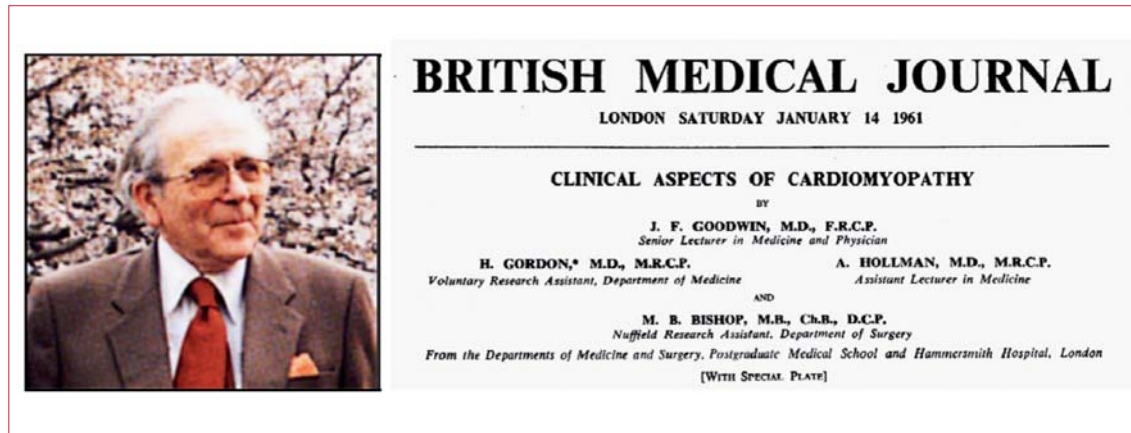 BRITISH MEDICAL JOURNAL
LONDON SATURDAY JANUARY 14 1961
CLINICAL ASPECTS OF CARDIOMYOPATHY
BY
J. F. GOODWIN, M.D., F.R.C.P.
Senior Lecturer in Medicine and Physician
H. GORDON,* M.D., M.R.C.P.
Voluntary Research Assistant, Department of Medicine
A. HOLLMAN, M.D., M.R.C.P.
Assistant Lecturer in Medicine
AND
M. B. BISHOP, M.B., Ch.B., D.C.P.
Nuffield Research Assistant, Department of Surgery
From the Departments of Medicine and Surgery, Postgraduate Medical School and Hammersmith Hospital, London
[WITH SPECIAL PLATE]